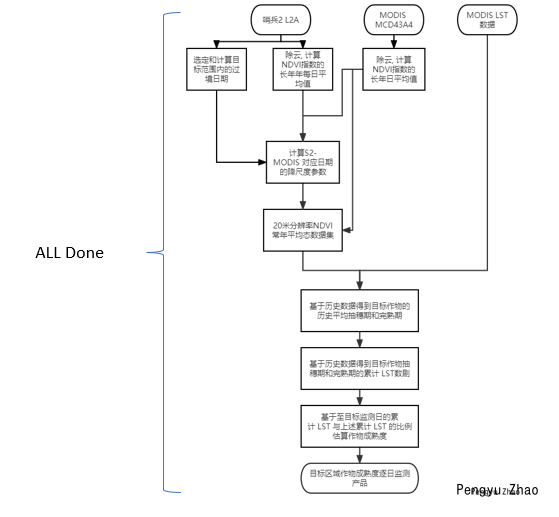 哨兵2 L2A
MODIS
MCD43A4
MODIS LST
数据
选定和计算目
标范围内的过
境日期
除云, 计算
NDVI指数的
长年年每日平
均值
除云, 计算
NDVI指数的
长年日平均值
计算S2-
MODIS 对应日期
的降尺度参数
20米分辨率NDVI
常年平均态数据集
ALL Done
基于历史数据得到目标作物的
历史平均抽穗期和完熟期
基于历史数据得到目标作物抽
穗期和完熟期的累计 LST数剧
基于至目标监测日的累
计 LST 与上述累计 LST 的比例
估算作物成熟度
目标区域作物成熟度逐日监测
产品
Pengyu Zhao
Pengyu Zhao